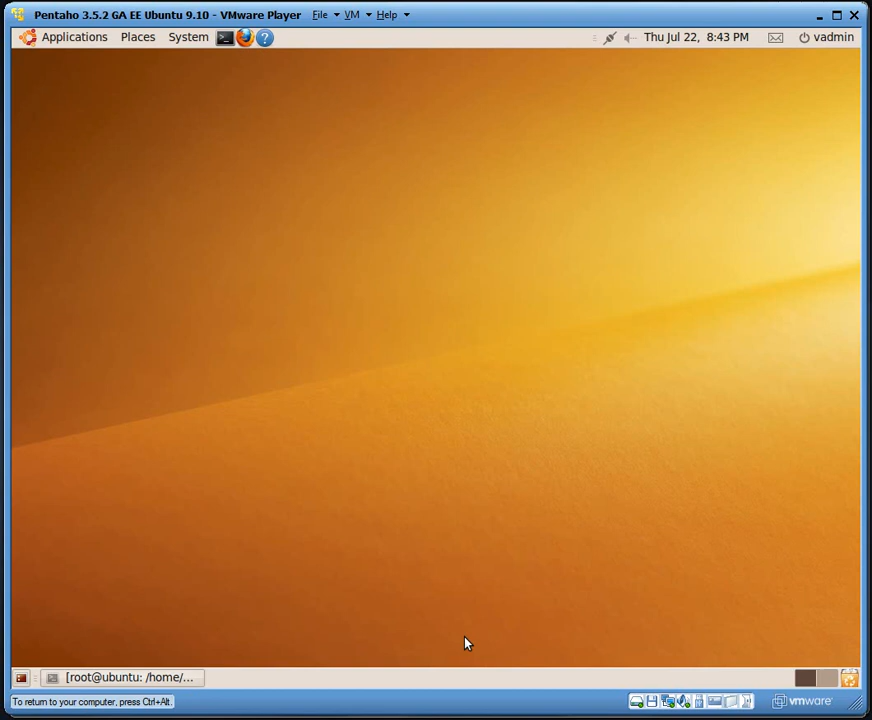 Pentaho 3.5.2 GA EE Ubuntu 9.10 - VMware Player File VM Help
Applications Places System ? Thu Jul 22, 8:43 PM vadmin
[root@ubuntu: /home/...
To return to your computer, press Ctrl+Alt. vmware